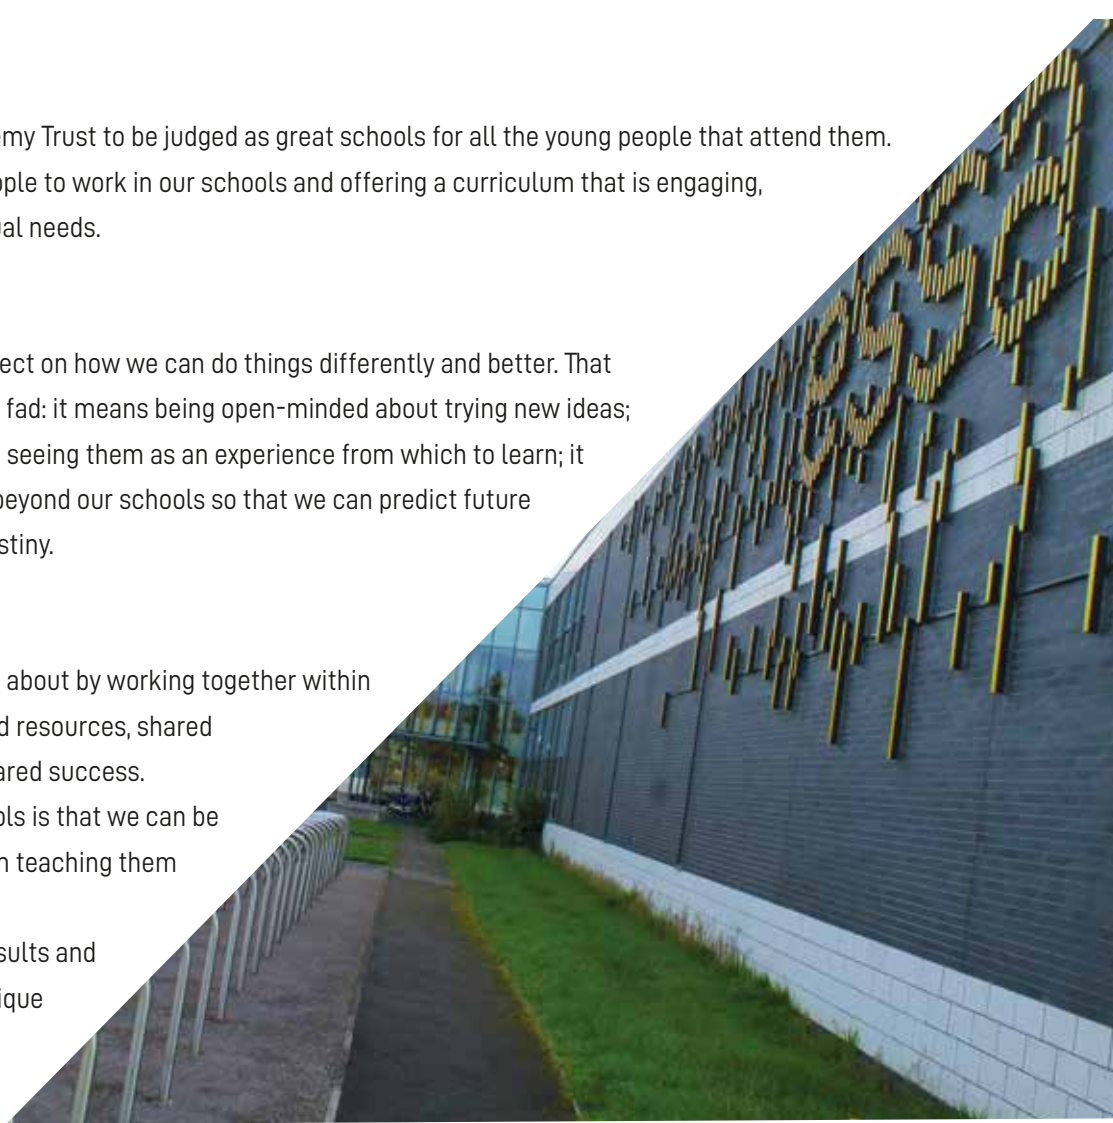 emy Trust to be judged as great schools for all the young people that attend them.
ople to work in our schools and offering a curriculum that is engaging,
ual needs.
ect on how we can do things differently and better. That
fad: it means being open-minded about trying new ideas;
seeing them as an experience from which to learn; it
beyond our schools so that we can predict future
stiny.
about by working together within
d resources, shared
ared success.
ols is that we can be
n teaching them
sults and
ique